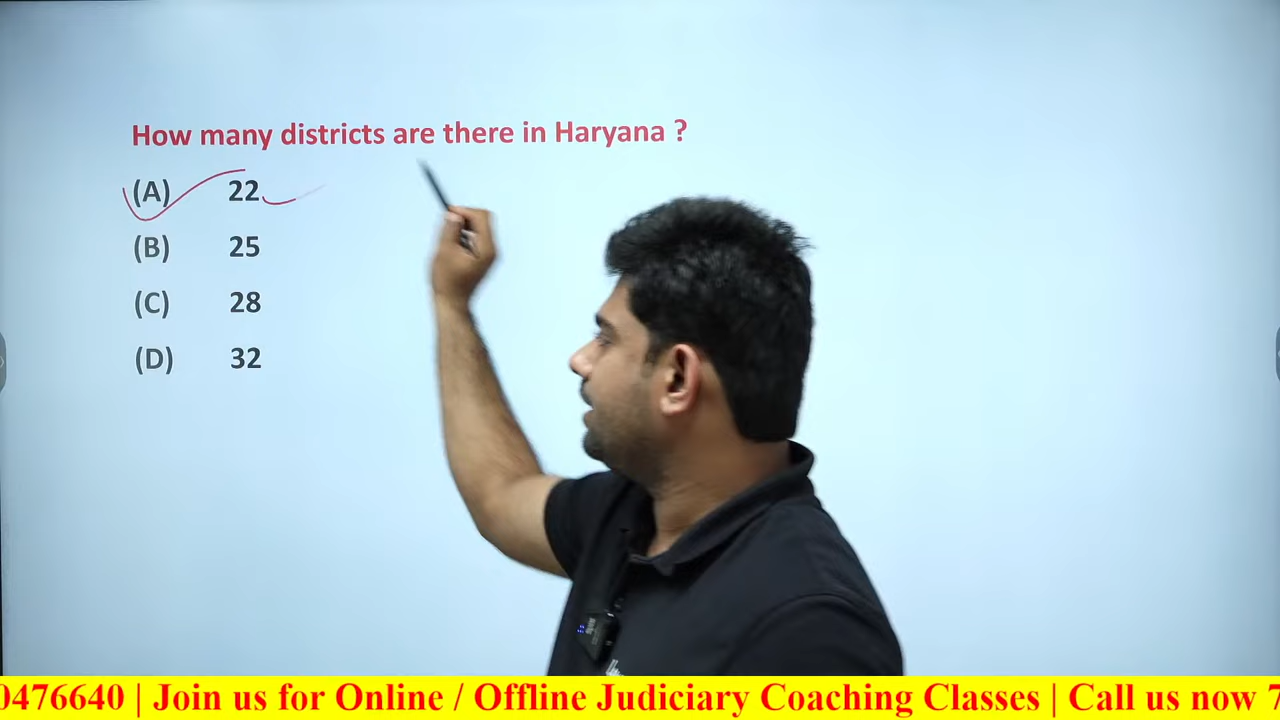 How many districts are there in Haryana ?
(A) 22
(B) 25
(C) 28
(D) 32
0476640 | Join us for Online / Offline Judiciary Coaching Classes | Call us now 7